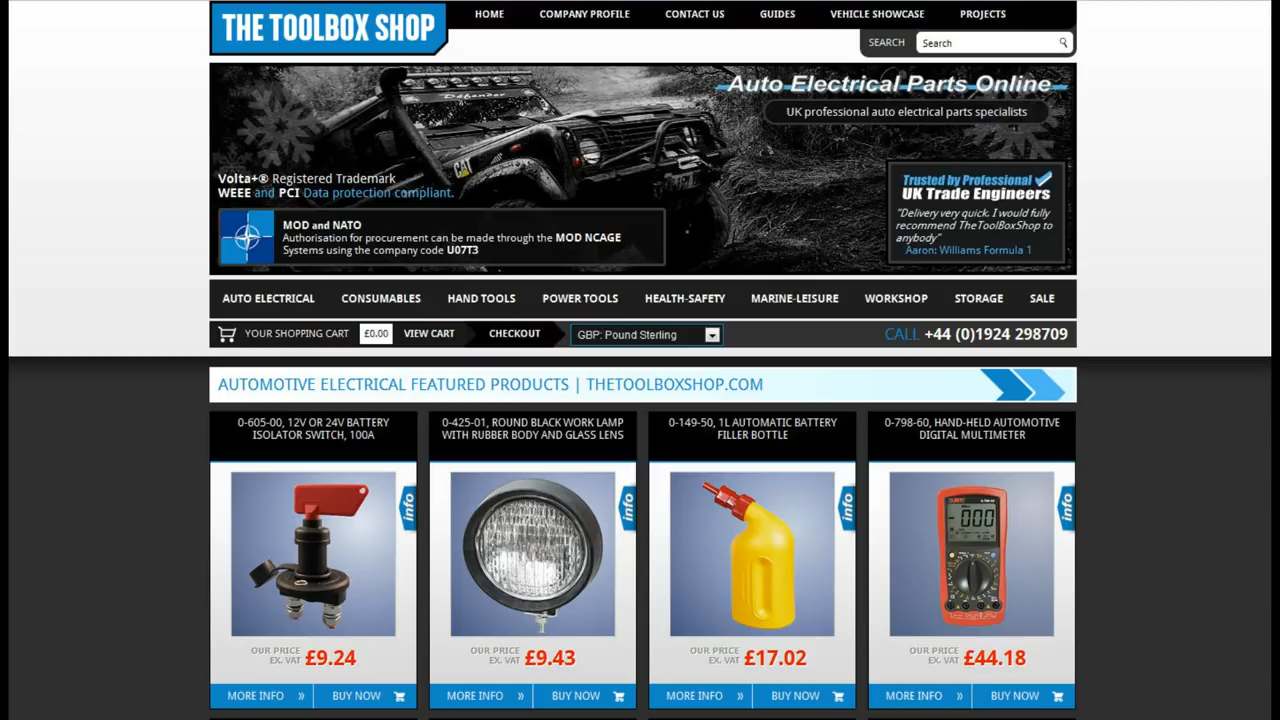 THE TOOLBOX SHOP
HOME COMPANY PROFILE CONTACT US GUIDES VEHICLE SHOWCASE PROJECTS
SEARCH Search
Auto Electrical Parts Online
UK professional auto electrical parts specialists
Defender
CAT
Volta+® Registered Trademark
WEEE and PCI Data protection compliant.
MOD and NATO
Authorisation for procurement can be made through the MOD NCAGE
Systems using the company code U07T3
Trusted by Professional
UK Trade Engineers
"Delivery very quick. I would fully
recommend TheToolBoxShop to
anybody"
Aaron: Williams Formula 1
AUTO ELECTRICAL CONSUMABLES HAND TOOLS POWER TOOLS HEALTH-SAFETY MARINE-LEISURE WORKSHOP STORAGE SALE
YOUR SHOPPING CART £0.00 VIEW CART CHECKOUT GBP: Pound Sterling CALL +44 (0)1924 298709
AUTOMOTIVE ELECTRICAL FEATURED PRODUCTS | THETOOLBOXSHOP.COM
0-605-00, 12V OR 24V BATTERY
ISOLATOR SWITCH, 100A
info
OUR PRICE
EX. VAT £9.24
MORE INFO » BUY NOW
0-425-01, ROUND BLACK WORK LAMP
WITH RUBBER BODY AND GLASS LENS
info
OUR PRICE
EX. VAT £9.43
MORE INFO » BUY NOW
0-149-50, 1L AUTOMATIC BATTERY
FILLER BOTTLE
info
OUR PRICE
EX. VAT £17.02
MORE INFO » BUY NOW
0-798-60, HAND-HELD AUTOMOTIVE
DIGITAL MULTIMETER
000
info
OUR PRICE
EX. VAT £44.18
MORE INFO » BUY NOW